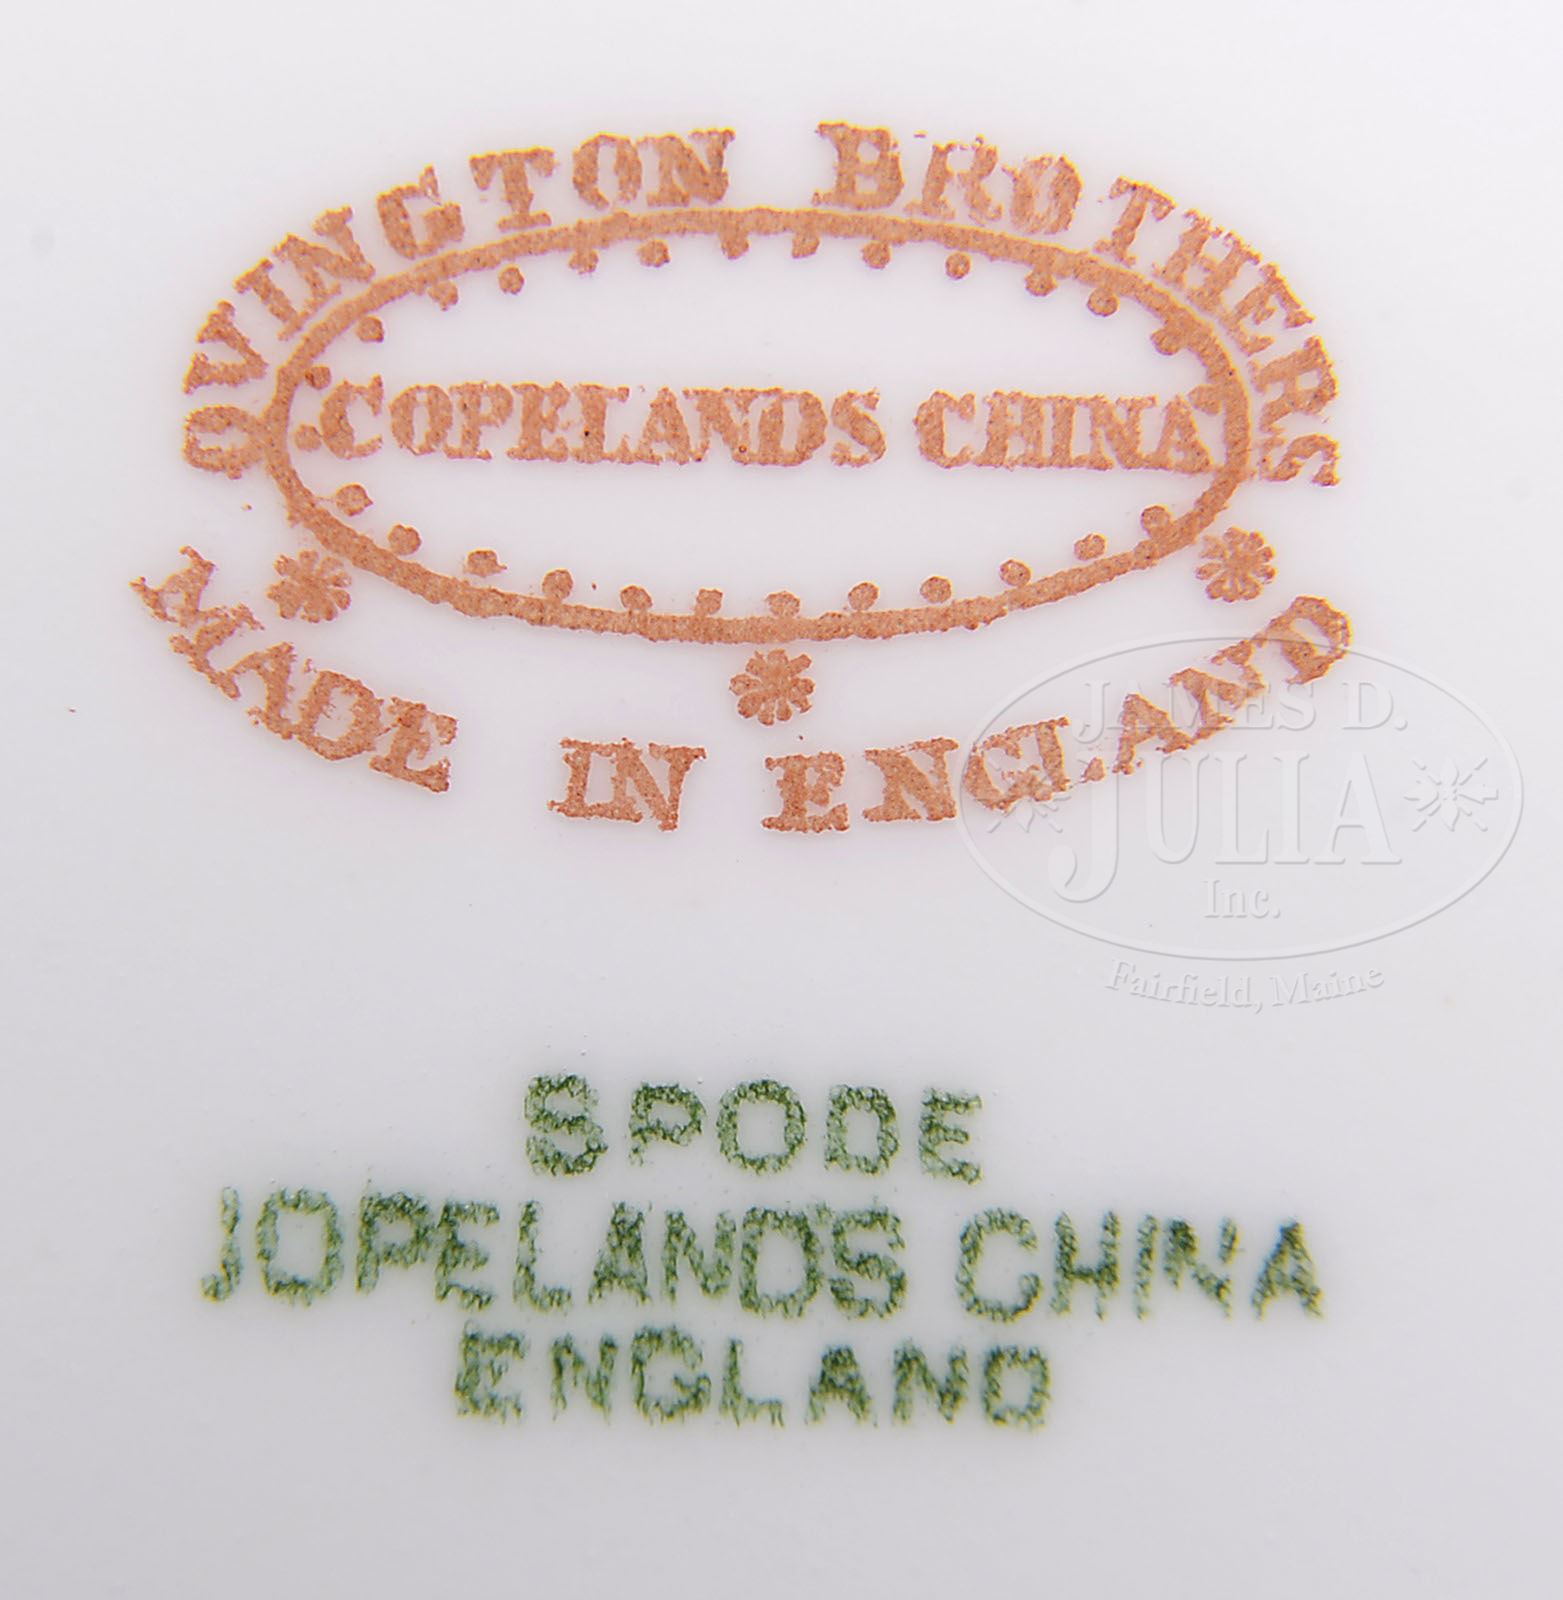 OVINGTON BROTHERS
COPELANDS CHINA
MADE IN ENGLAND
JAMES D.
JULIA
Inc.
Fairfield, Maine
SPODE
JOPELANDS CHINA
ENGLAND